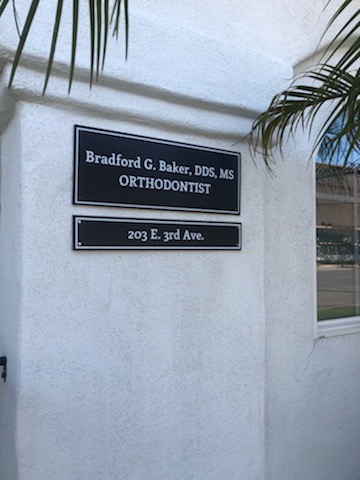 Bradford G. Baker, DDS, MS
ORTHODONTIST
203 E. 3rd Ave.